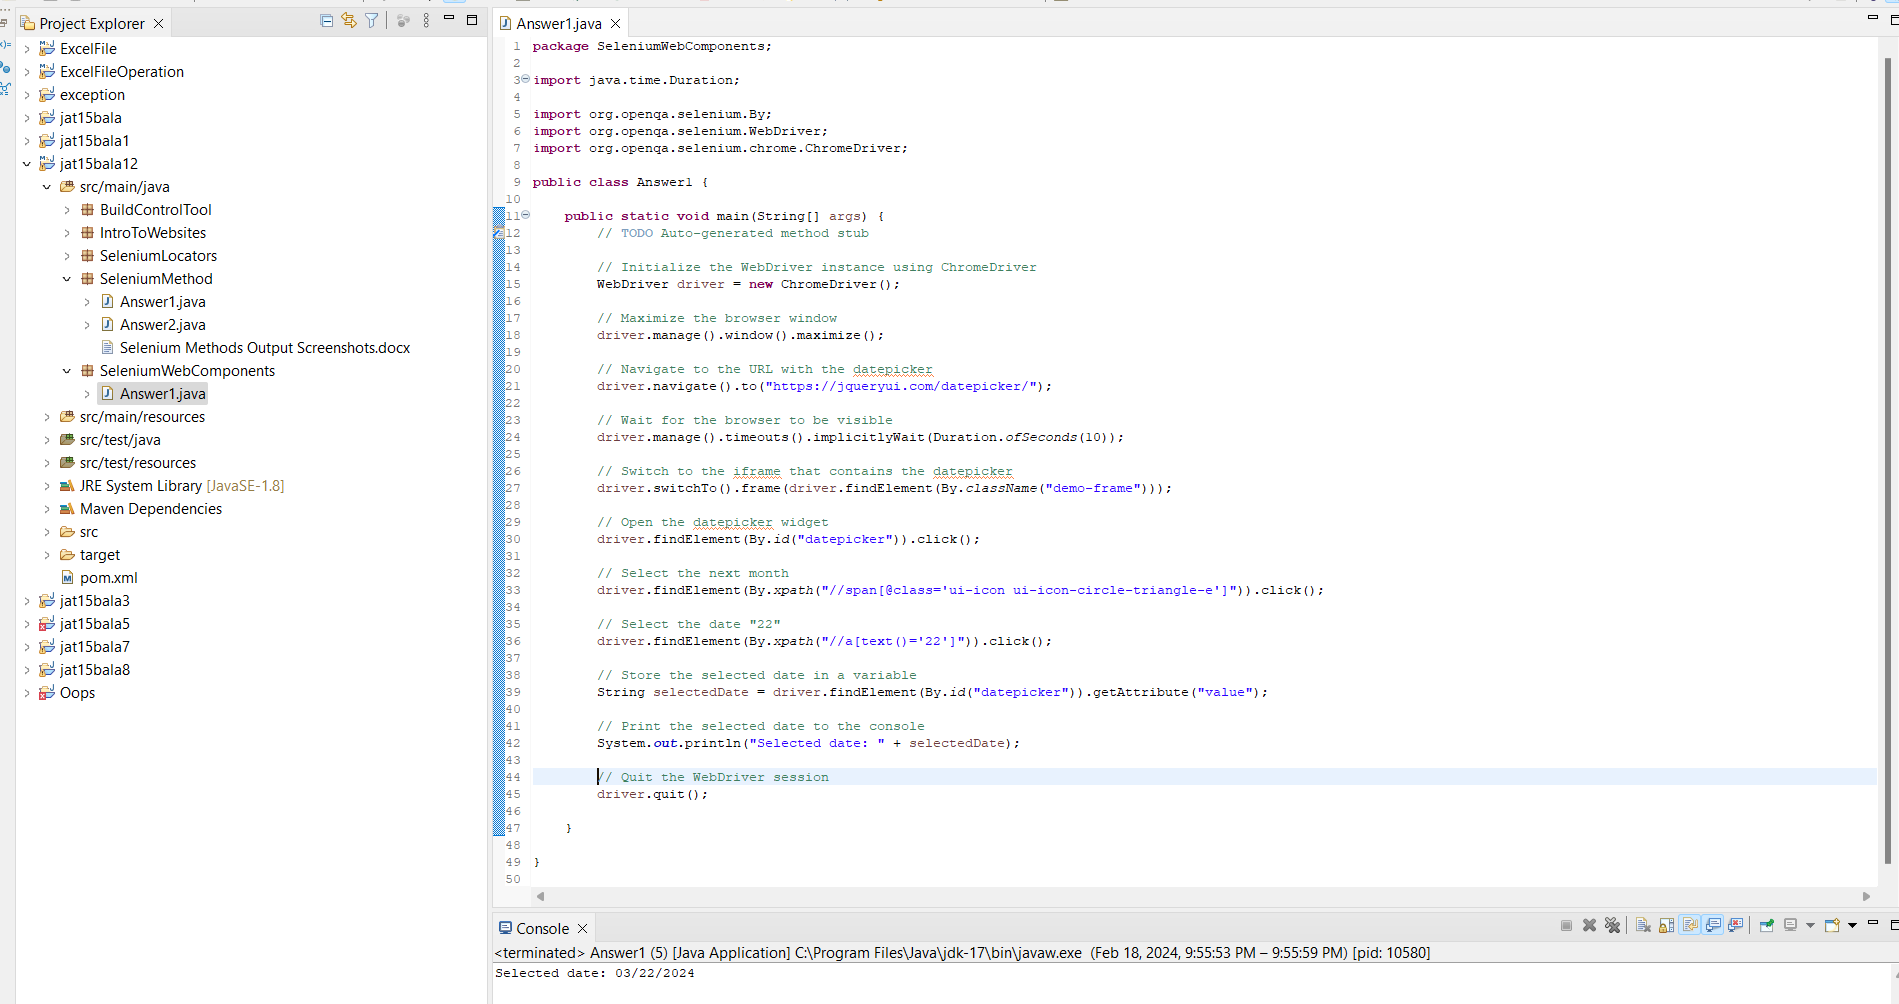 Project Explorer
ExcelFile
ExcelFileOperation
exception
jat15bala
jat15bala1
jat15bala12
src/main/java
BuildControlTool
IntroToWebsites
SeleniumLocators
SeleniumMethod
Answer1.java
Answer2.java
Selenium Methods Output Screenshots.docx
SeleniumWebComponents
Answer1.java
src/main/resources
src/test/java
src/test/resources
JRE System Library [JavaSE-1.8]
Maven Dependencies
src
target
pom.xml
jat15bala3
jat15bala5
jat15bala7
jat15bala8
Oops
Answer1.java
1 package SeleniumWebComponents;
2
3 import java.time.Duration;
4
5 import org.openqa.selenium.By;
6 import org.openqa.selenium.WebDriver;
7 import org.openqa.selenium.chrome.ChromeDriver;
8
9 public class Answer1 {
10
11 public static void main(String[] args) {
12 // TODO Auto-generated method stub
13
14 // Initialize the WebDriver instance using ChromeDriver
15 WebDriver driver = new ChromeDriver();
16
17 // Maximize the browser window
18 driver.manage().window().maximize();
19
20 // Navigate to the URL with the datepicker
21 driver.navigate().to("https://jqueryui.com/datepicker/");
22
23 // Wait for the browser to be visible
24 driver.manage().timeouts().implicitlyWait(Duration.ofSeconds(10));
25
26 // Switch to the iframe that contains the datepicker
27 driver.switchTo().frame(driver.findElement(By.className("demo-frame")));
28
29 // Open the datepicker widget
30 driver.findElement(By.id("datepicker")).click();
31
32 // Select the next month
33 driver.findElement(By.xpath("//span[@class='ui-icon ui-icon-circle-triangle-e']")).click();
34
35 // Select the date "22"
36 driver.findElement(By.xpath("//a[text()='22']")).click();
37
38 // Store the selected date in a variable
39 String selectedDate = driver.findElement(By.id("datepicker")).getAttribute("value");
40
41 // Print the selected date to the console
42 System.out.println("Selected date: " + selectedDate);
43
44 // Quit the WebDriver session
45 driver.quit();
46
47 }
48
49 }
50
Console
<terminated> Answer1 (5) [Java Application] C:\Program Files\Java\jdk-17\bin\javaw.exe (Feb 18, 2024, 9:55:53 PM – 9:55:59 PM) [pid: 10580]
Selected date: 03/22/2024